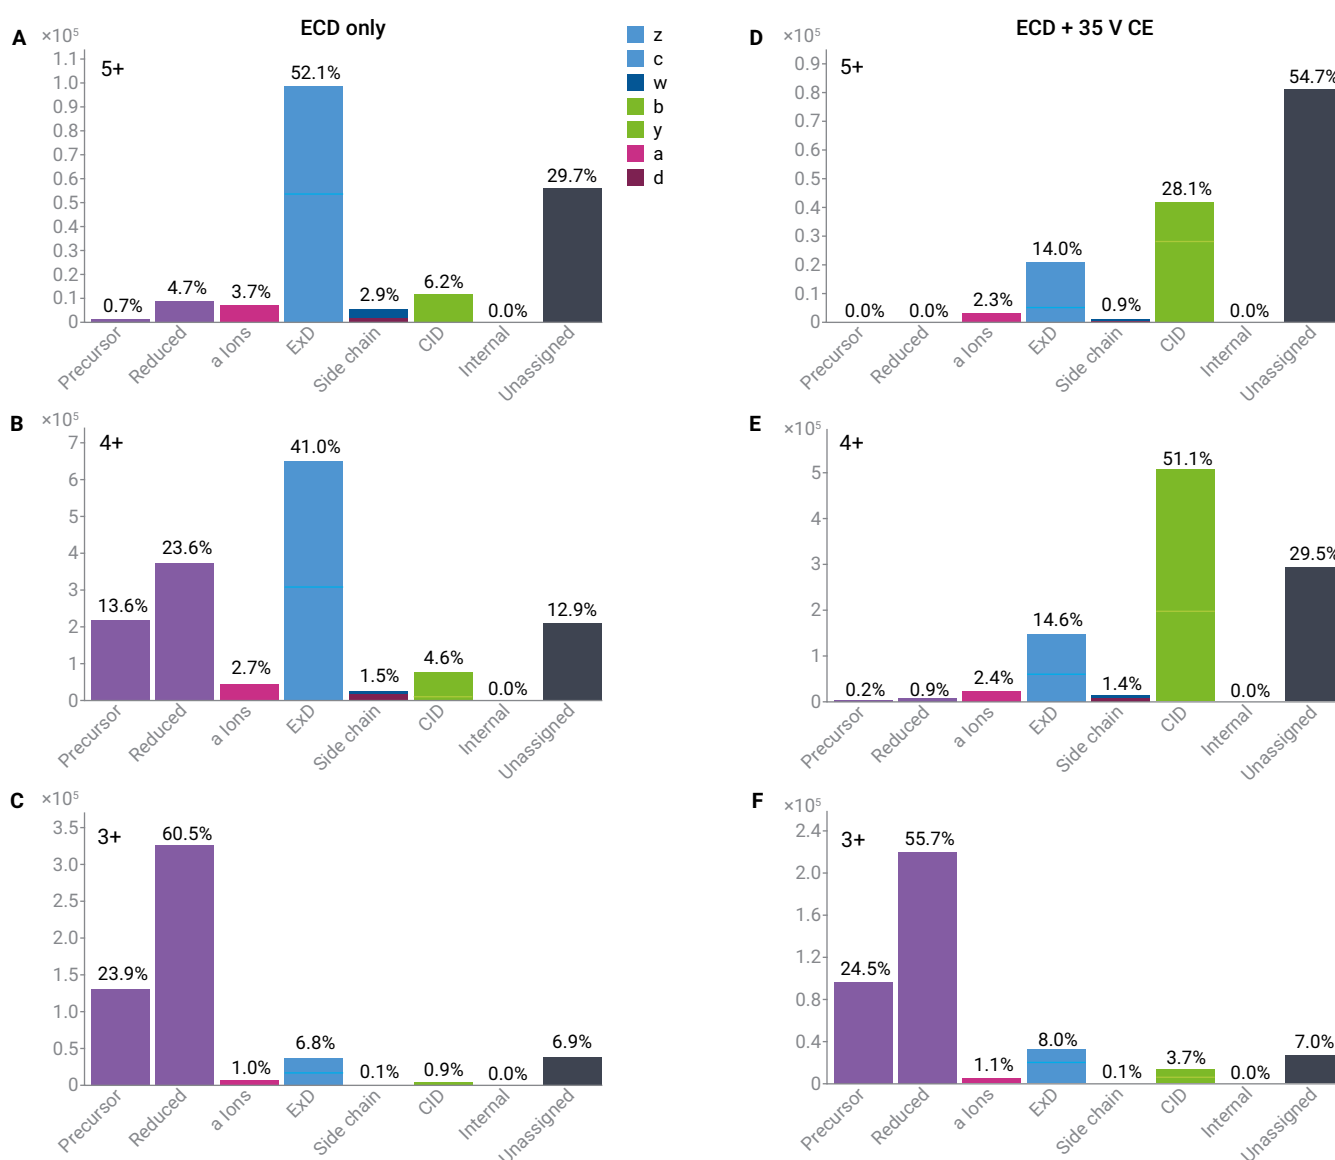 ECD only
A
×10⁵
5+
1.1
1.0
0.9
0.8
0.7
0.6
0.5
0.4
0.3
0.2
0.1
0
0.7%
4.7%
3.7%
52.1%
2.9%
6.2%
0.0%
29.7%
Precursor
Reduced
a Ions
ExD
Side chain
CID
Internal
Unassigned
z
c
w
b
y
a
d
ECD + 35 V CE
D
×10⁵
5+
0.9
0.8
0.7
0.6
0.5
0.4
0.3
0.2
0.1
0
0.0%
0.0%
2.3%
14.0%
0.9%
28.1%
0.0%
54.7%
Precursor
Reduced
a Ions
ExD
Side chain
CID
Internal
Unassigned
B
×10⁵
4+
7
6
5
4
3
2
1
0
13.6%
23.6%
2.7%
41.0%
1.5%
4.6%
0.0%
12.9%
Precursor
Reduced
a Ions
ExD
Side chain
CID
Internal
Unassigned
E
×10⁵
4+
5
4
3
2
1
0
0.2%
0.9%
2.4%
14.6%
1.4%
51.1%
0.0%
29.5%
Precursor
Reduced
a Ions
ExD
Side chain
CID
Internal
Unassigned
C
×10⁵
3+
3.5
3.0
2.5
2.0
1.5
1.0
0.5
0
23.9%
60.5%
1.0%
6.8%
0.1%
0.9%
0.0%
6.9%
Precursor
Reduced
a Ions
ExD
Side chain
CID
Internal
Unassigned
F
×10⁵
3+
2.4
2.0
1.6
1.2
0.8
0.4
0
24.5%
55.7%
1.1%
8.0%
0.1%
3.7%
0.0%
7.0%
Precursor
Reduced
a Ions
ExD
Side chain
CID
Internal
Unassigned